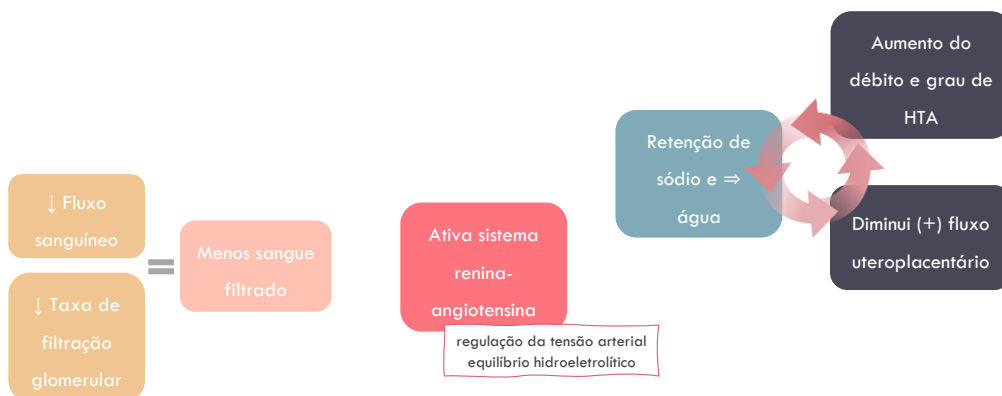 ↓ Fluxo
sanguíneo
↓ Taxa de
filtração
glomerular
=
Menos sangue
filtrado
Ativa sistema
renina-
angiotensina
regulação da tensão arterial
equilíbrio hidroeletrolítico
Retenção de
sódio e ⇒
água
Aumento do
débito e grau de
HTA
Diminui (+) fluxo
uteroplacentário